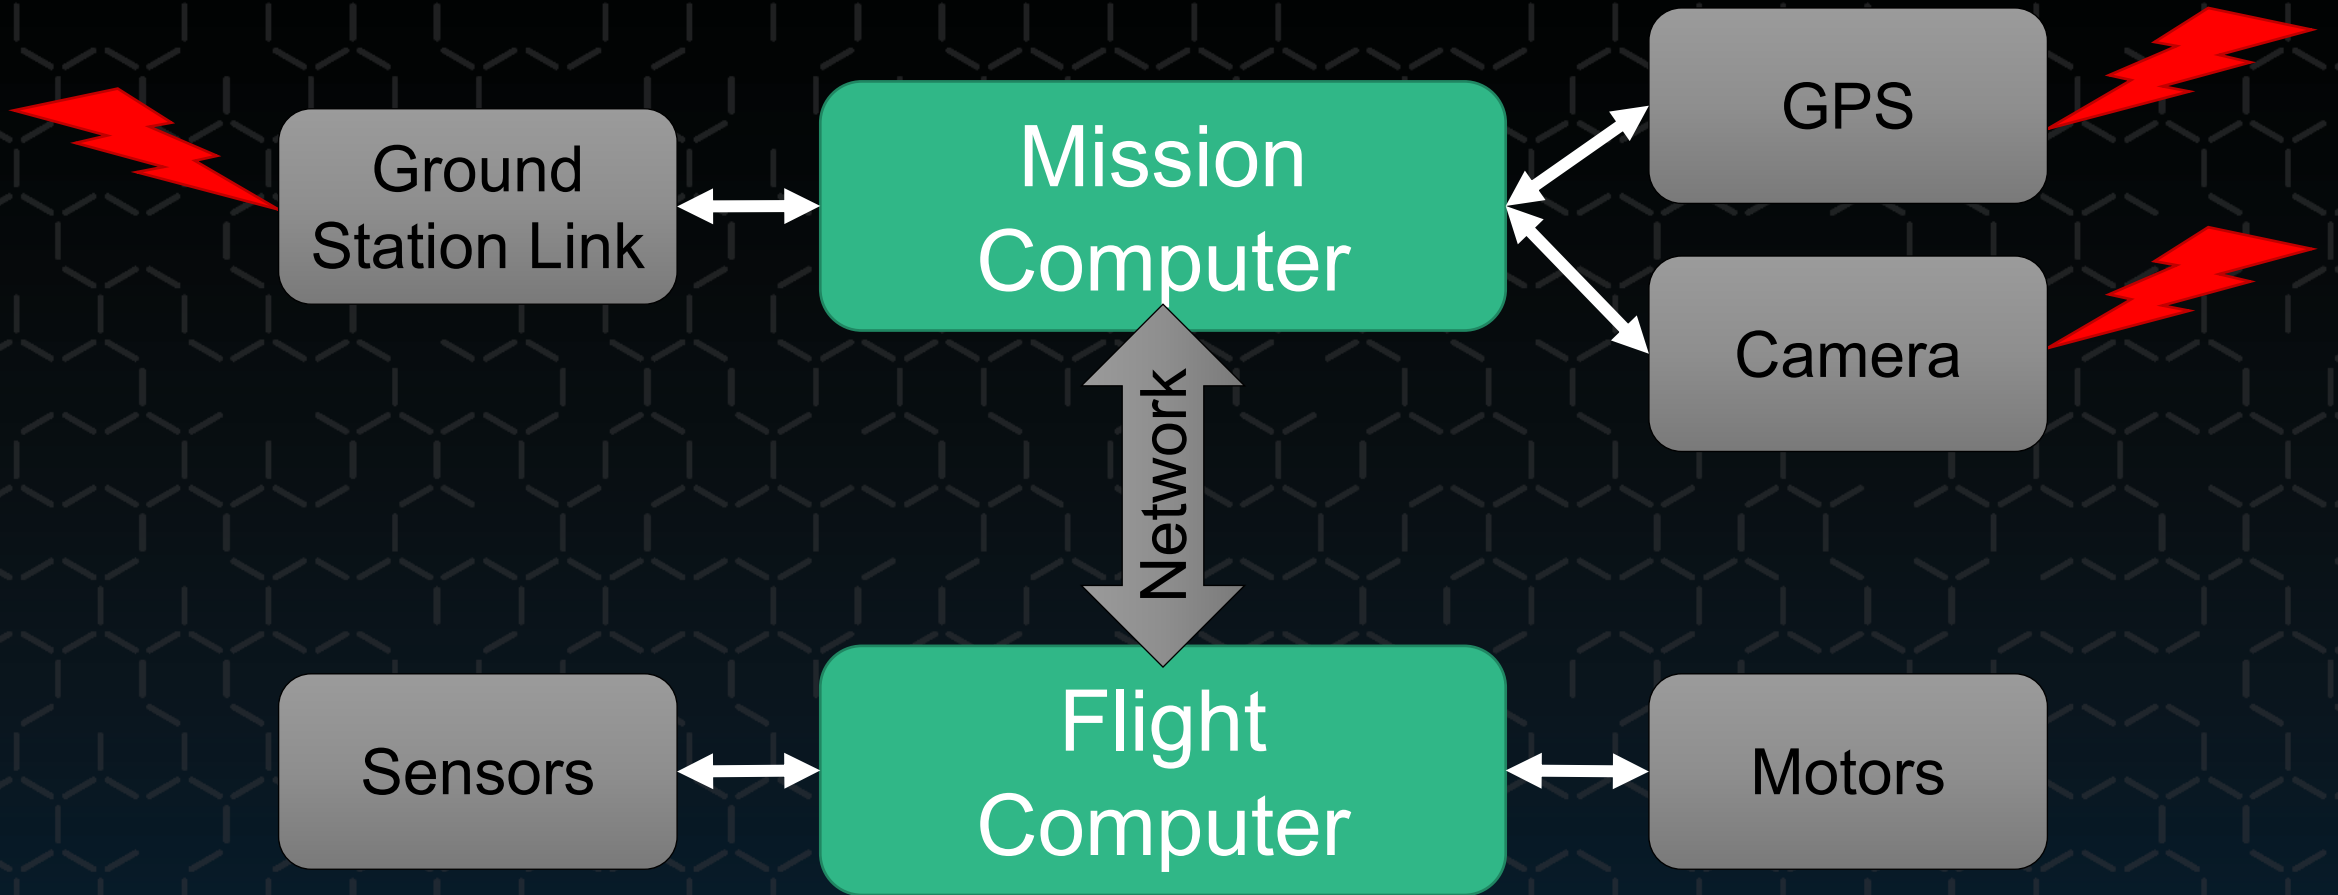 Ground
Station Link
Mission
Computer
GPS
Camera
Network
Sensors
Flight
Computer
Motors